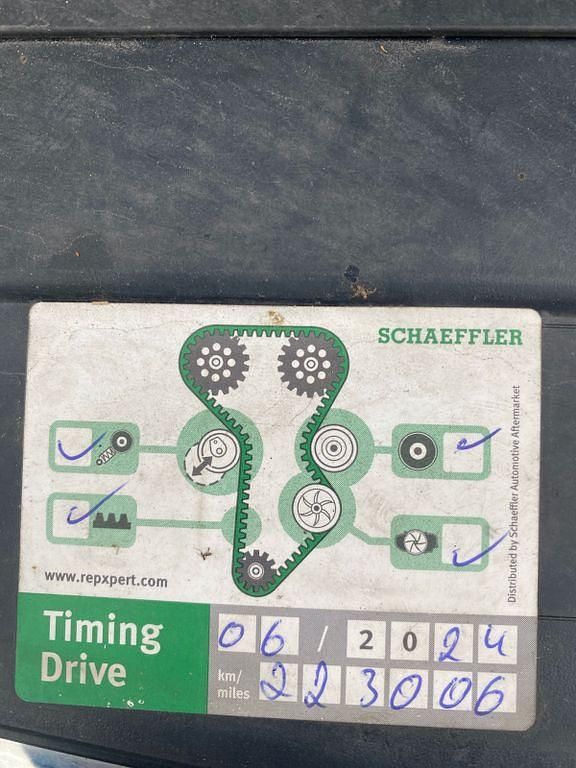 SCHAEFFLER
Distributed by Schaeffler Automotive Aftermarket
www.repxpert.com
Timing
Drive
06 / 2024
km/
miles
223006